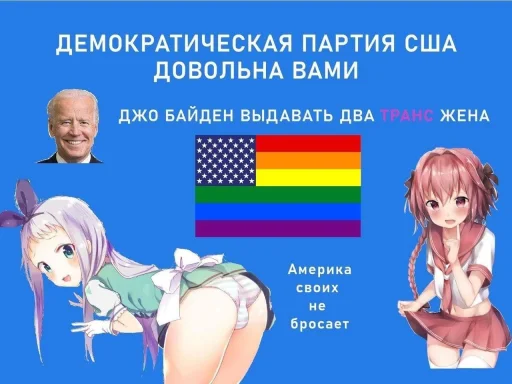 ДЕМОКРАТИЧЕСКАЯ ПАРТИЯ США
ДОВОЛЬНА ВАМИ
ДЖО БАЙДЕН ВЫДАВАТЬ ДВА ТРАНС ЖЕНА
Америка
своих
не
бросает